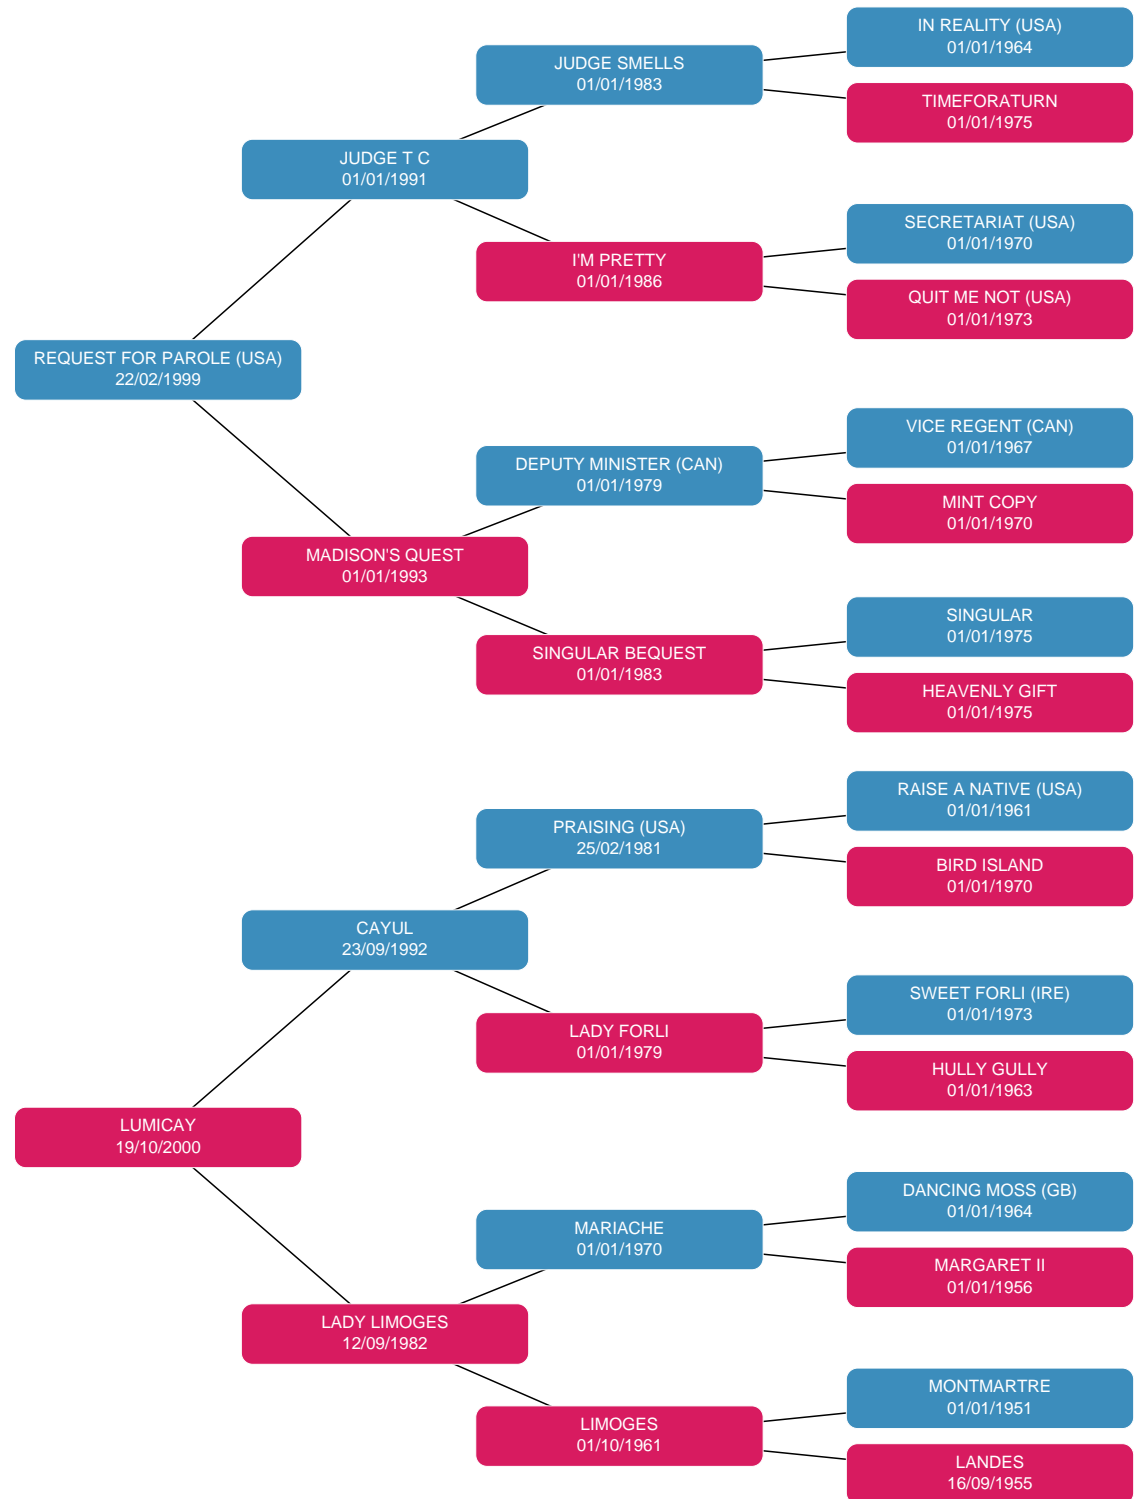 IN REALITY (USA)
01/01/1964
JUDGE SMELLS
01/01/1983
TIMEFORATURN
01/01/1975
JUDGE T C
01/01/1991
SECRETARIAT (USA)
01/01/1970
I'M PRETTY
01/01/1986
QUIT ME NOT (USA)
01/01/1973
REQUEST FOR PAROLE (USA)
22/02/1999
VICE REGENT (CAN)
01/01/1967
DEPUTY MINISTER (CAN)
01/01/1979
MINT COPY
01/01/1970
MADISON'S QUEST
01/01/1993
SINGULAR
01/01/1975
SINGULAR BEQUEST
01/01/1983
HEAVENLY GIFT
01/01/1975
RAISE A NATIVE (USA)
01/01/1961
PRAISING (USA)
25/02/1981
BIRD ISLAND
01/01/1970
CAYUL
23/09/1992
SWEET FORLI (IRE)
01/01/1973
LADY FORLI
01/01/1979
HULLY GULLY
01/01/1963
LUMICAY
19/10/2000
DANCING MOSS (GB)
01/01/1964
MARIACHE
01/01/1970
MARGARET II
01/01/1956
LADY LIMOGES
12/09/1982
MONTMARTRE
01/01/1951
LIMOGES
01/10/1961
LANDES
16/09/1955